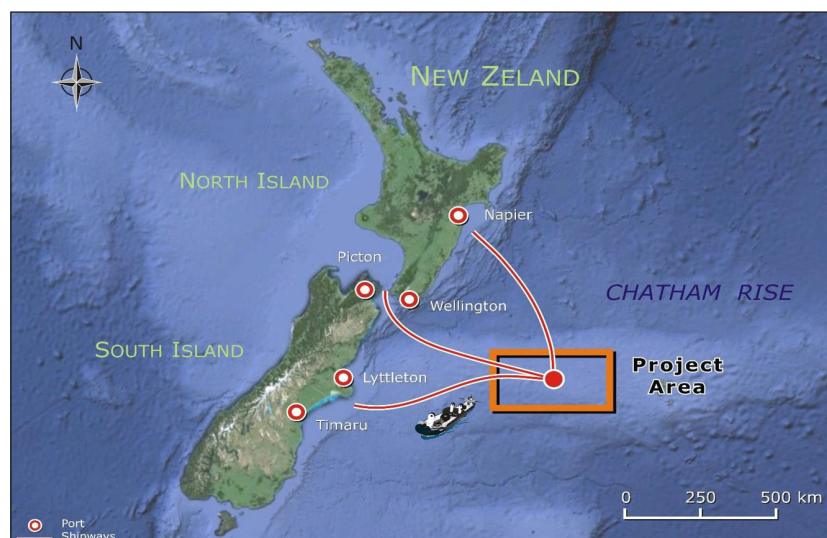 N
NEW ZELAND
NORTH ISLAND
Napier
Picton
Wellington
CHATHAM RISE
SOUTH ISLAND
Project
Area
Lyttleton
Timaru
0 250 500 km
Port
Shipways